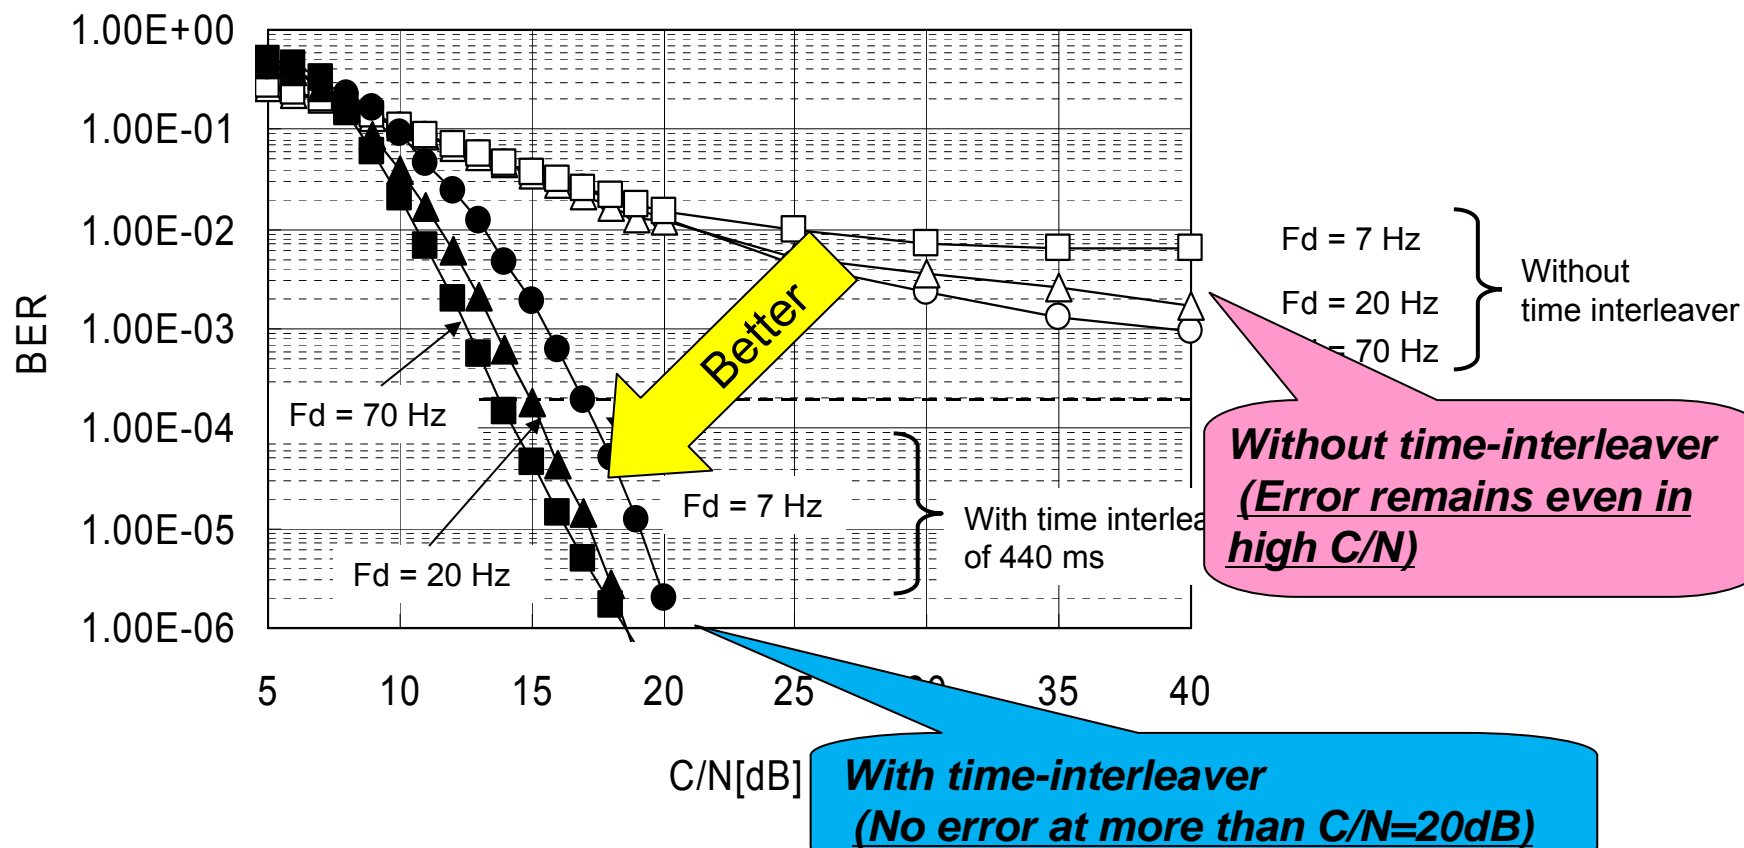 1.00E+00
1.00E-01
1.00E-02
1.00E-03
1.00E-04
1.00E-05
1.00E-06
BER
5 10 15 20 25 35 40
C/N[dB]
Fd = 70 Hz
Fd = 20 Hz
Fd = 7 Hz
Better
With time
of 440 ms
Fd = 7 Hz
Fd = 20 Hz
70 Hz
Without
time interleaver
Without time-interleaver
(Error remains even in
high C/N)
With time-interleaver
(No error at more than C/N=20dB)